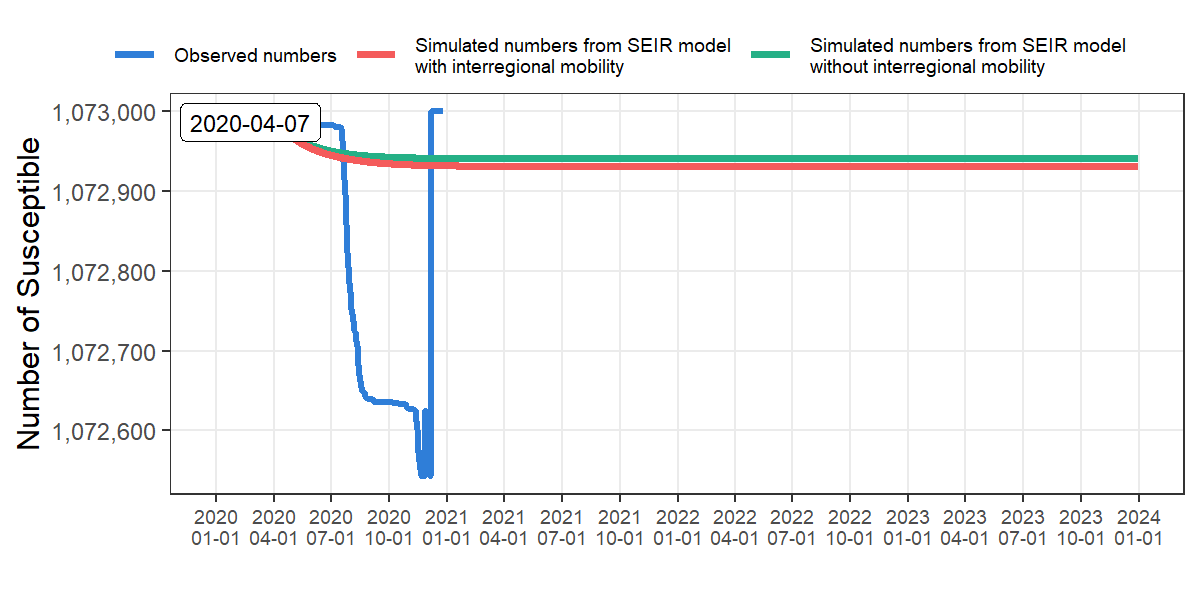 Observed numbers
Simulated numbers from SEIR model
with interregional mobility
Simulated numbers from SEIR model
without interregional mobility
Number of Susceptible
1,073,000
1,072,900
1,072,800
1,072,700
1,072,600
2020-04-07
2020 2020 2020 2020 2021 2021 2021 2021 2022 2022 2022 2022 2023 2023 2023 2023 2024
01-01 04-01 07-01 10-01 01-01 04-01 07-01 10-01 01-01 04-01 07-01 10-01 01-01 04-01 07-01 10-01 01-01